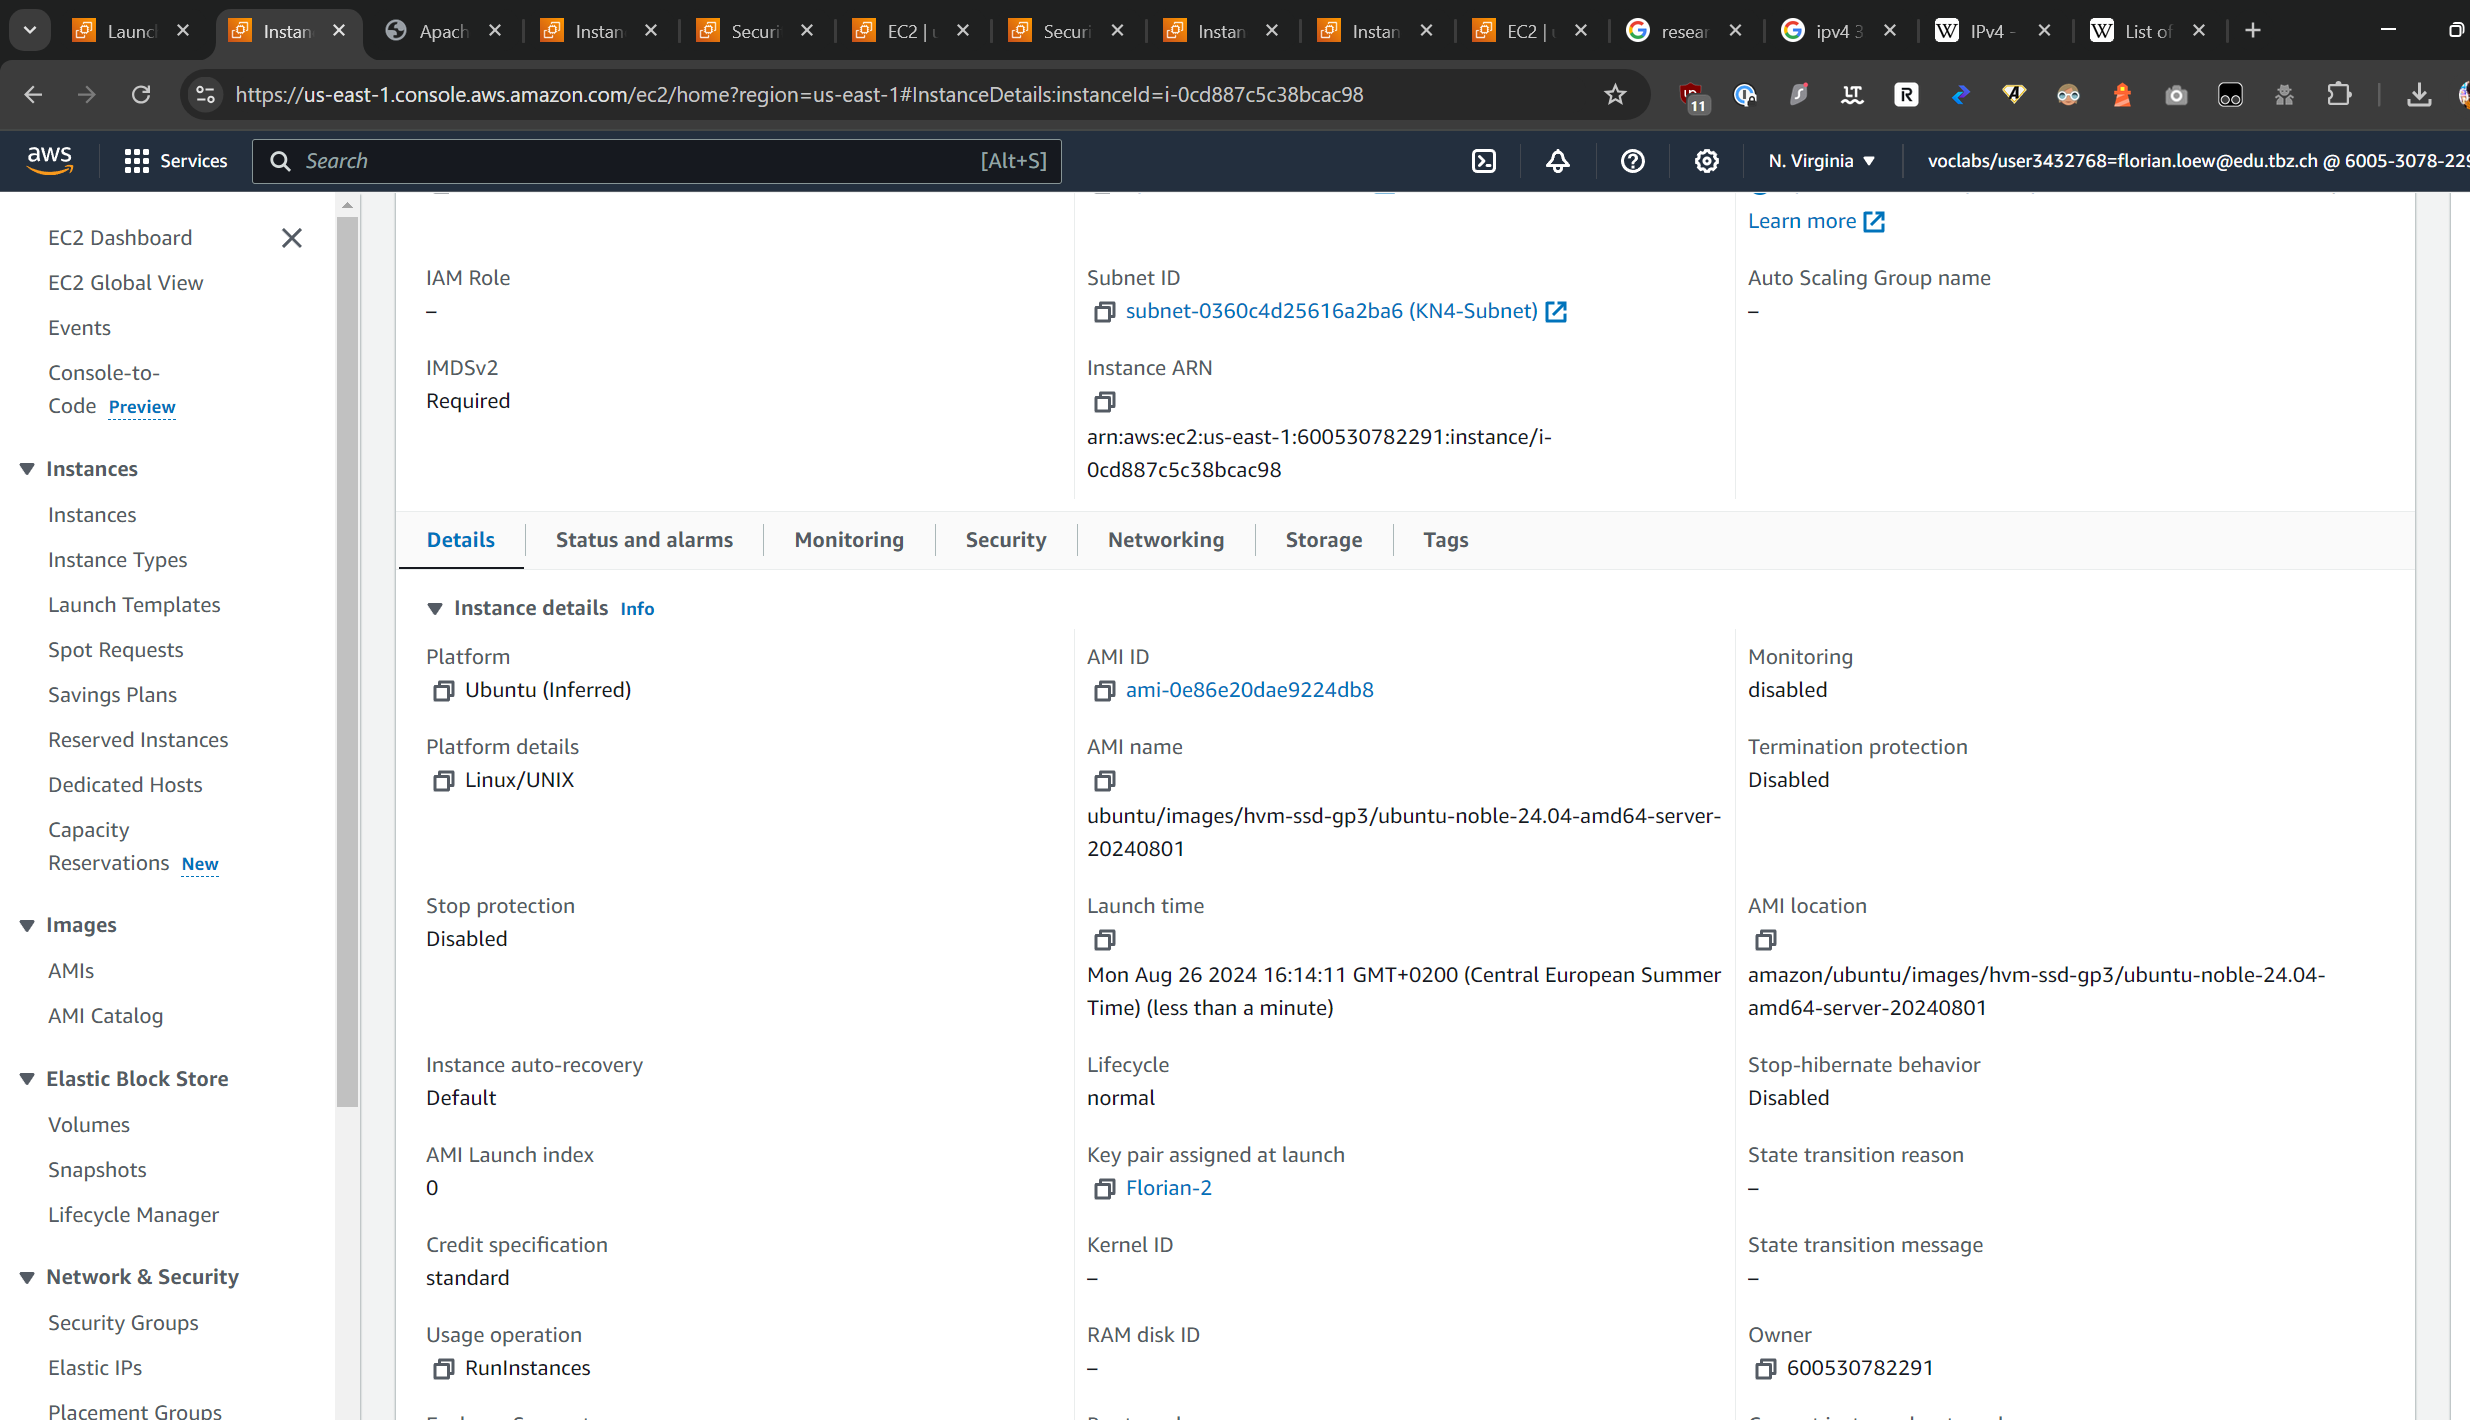 Launc
Instan
Apach
Instan
Securi
EC2 | u
Securi
Instan
Instan
EC2 | u
resear
ipv4 3
IPv4 -
List of
https://us-east-1.console.aws.amazon.com/ec2/home?region=us-east-1#InstanceDetails:instanceId=i-0cd887c5c38bcac98
11
aws
Services
Search
[Alt+S]
N. Virginia
voclabs/user3432768=florian.loew@edu.tbz.ch @ 6005-3078-229
EC2 Dashboard
EC2 Global View
Events
Console-to-
Code Preview
Instances
Instances
Instance Types
Launch Templates
Spot Requests
Savings Plans
Reserved Instances
Dedicated Hosts
Capacity
Reservations New
Images
AMIs
AMI Catalog
Elastic Block Store
Volumes
Snapshots
Lifecycle Manager
Network & Security
Security Groups
Elastic IPs
Placement Groups
Learn more
IAM Role
–
Subnet ID
subnet-0360c4d25616a2ba6 (KN4-Subnet)
Auto Scaling Group name
–
IMDSv2
Required
Instance ARN
arn:aws:ec2:us-east-1:600530782291:instance/i-
0cd887c5c38bcac98
Details
Status and alarms
Monitoring
Security
Networking
Storage
Tags
Instance details Info
Platform
Ubuntu (Inferred)
AMI ID
ami-0e86e20dae9224db8
Monitoring
disabled
Platform details
Linux/UNIX
AMI name
ubuntu/images/hvm-ssd-gp3/ubuntu-noble-24.04-amd64-server-
20240801
Termination protection
Disabled
Stop protection
Disabled
Launch time
Mon Aug 26 2024 16:14:11 GMT+0200 (Central European Summer
Time) (less than a minute)
AMI location
amazon/ubuntu/images/hvm-ssd-gp3/ubuntu-noble-24.04-
amd64-server-20240801
Instance auto-recovery
Default
Lifecycle
normal
Stop-hibernate behavior
Disabled
AMI Launch index
0
Key pair assigned at launch
Florian-2
State transition reason
–
Credit specification
standard
Kernel ID
–
State transition message
–
Usage operation
RunInstances
RAM disk ID
–
Owner
600530782291